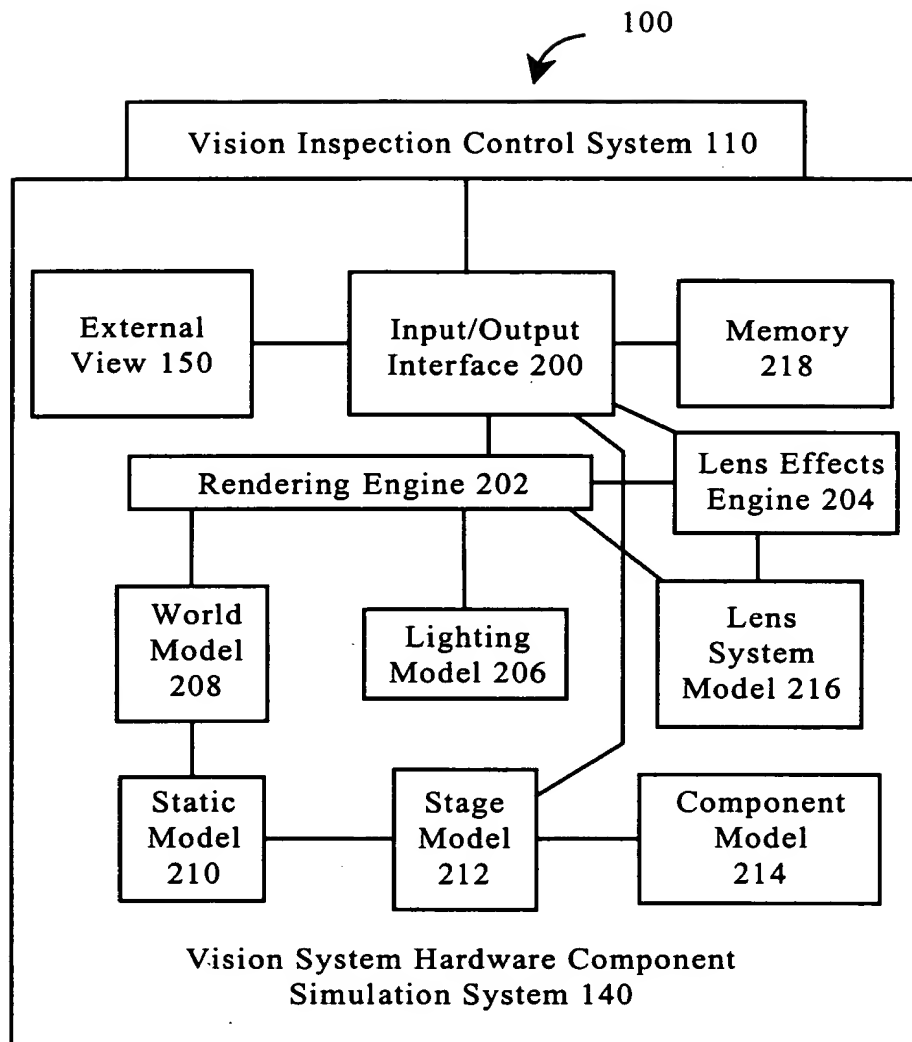 100
Vision Inspection Control System 110
External
View 150
Input/Output
Interface 200
Memory
218
Rendering Engine 202
Lens Effects
Engine 204
World
Model
208
Lighting
Model 206
Lens
System
Model 216
Static
Model
210
Stage
Model
212
Component
Model
214
Vision System Hardware Component
Simulation System 140